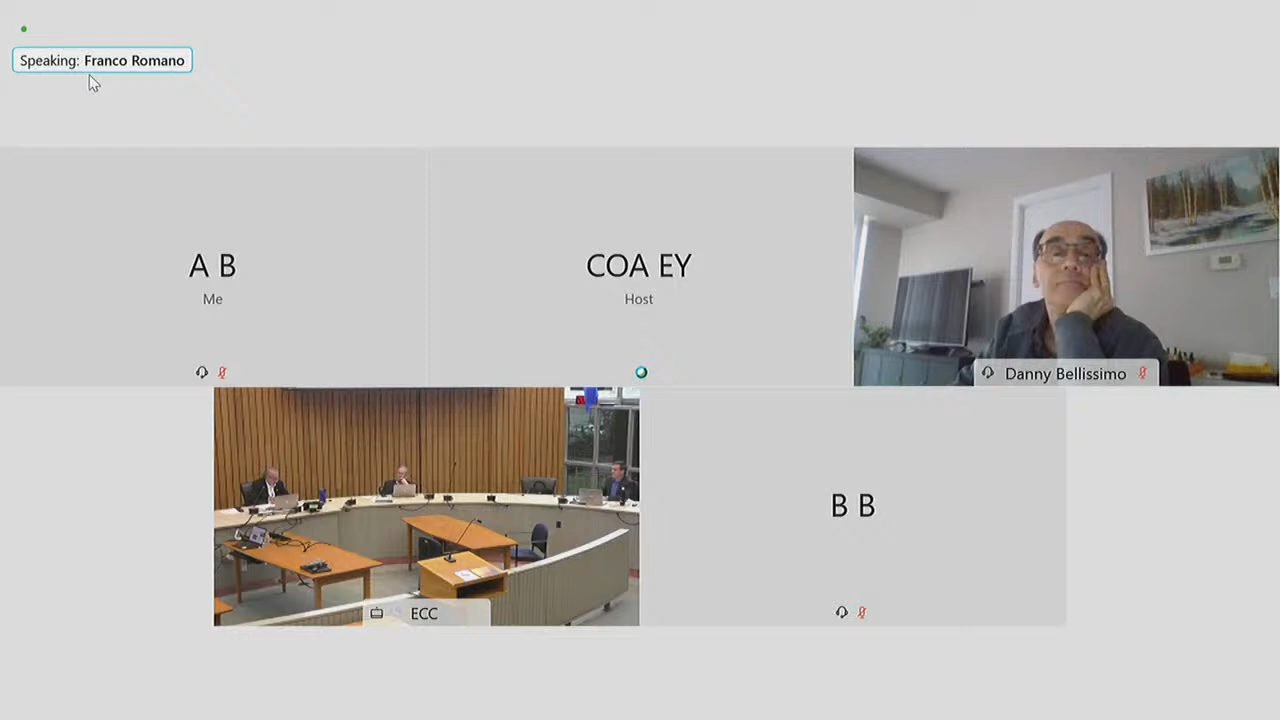 Speaking: Franco Romano
A B
Me
COA EY
Host
Danny Bellissimo
ECC
B B